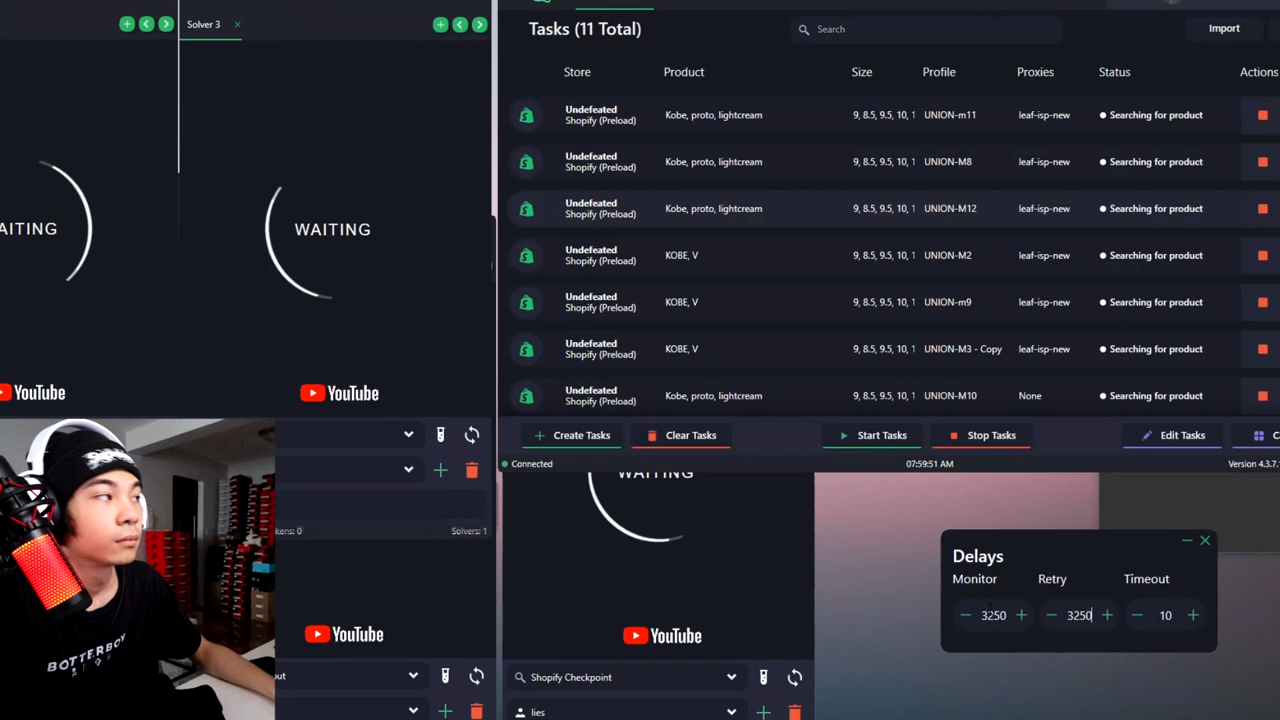 Solver 3
AITING
WAITING
YouTube
YouTube
kens: 0
Solvers: 1
YouTube
Tasks (11 Total)
Search
Import
Store
Product
Size
Profile
Proxies
Status
Actions
Undefeated
Shopify (Preload)
Kobe, proto, lightcream
9, 8.5, 9.5, 10, 1
UNION-m11
leaf-isp-new
Searching for product
Undefeated
Shopify (Preload)
Kobe, proto, lightcream
9, 8.5, 9.5, 10, 1
UNION-M8
leaf-isp-new
Searching for product
Undefeated
Shopify (Preload)
Kobe, proto, lightcream
9, 8.5, 9.5, 10, 1
UNION-M12
leaf-isp-new
Searching for product
Undefeated
Shopify (Preload)
KOBE, V
9, 8.5, 9.5, 10, 1
UNION-M2
leaf-isp-new
Searching for product
Undefeated
Shopify (Preload)
KOBE, V
9, 8.5, 9.5, 10, 1
UNION-m9
leaf-isp-new
Searching for product
Undefeated
Shopify (Preload)
KOBE, V
9, 8.5, 9.5, 10, 1
UNION-M3 - Copy
leaf-isp-new
Searching for product
Undefeated
Shopify (Preload)
Kobe, proto, lightcream
9, 8.5, 9.5, 10, 1
UNION-M10
None
Searching for product
Create Tasks
Clear Tasks
Start Tasks
Stop Tasks
Edit Tasks
C
Connected
07:59:51 AM
Version 4.3.7.
WAITING
YouTube
Shopify Checkpoint
lies
Delays
Monitor
Retry
Timeout
3250
3250
10
BOTTERBOY
out